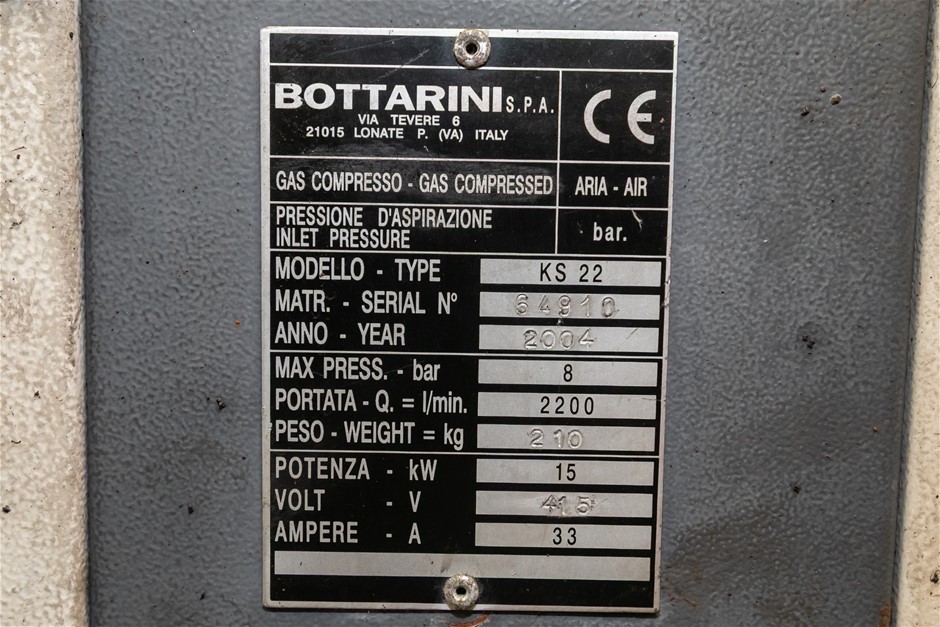 BOTTARINI S.P.A.
VIA TEVERE 6
21015 LONATE P. (VA) ITALY
CE
GAS COMPRESSO - GAS COMPRESSED ARIA - AIR
PRESSIONE D'ASPIRAZIONE
INLET PRESSURE bar.
MODELLO - TYPE KS 22
MATR. - SERIAL N° 64910
ANNO - YEAR 2004
MAX PRESS. - bar 8
PORTATA - Q. = l/min. 2200
PESO - WEIGHT = kg 210
POTENZA - kW 15
VOLT - V 415
AMPERE - A 33